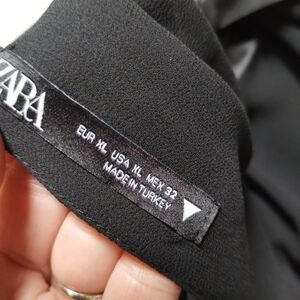 ZARA
EUR XL USA XL MEX 32
MADE IN TURKEY